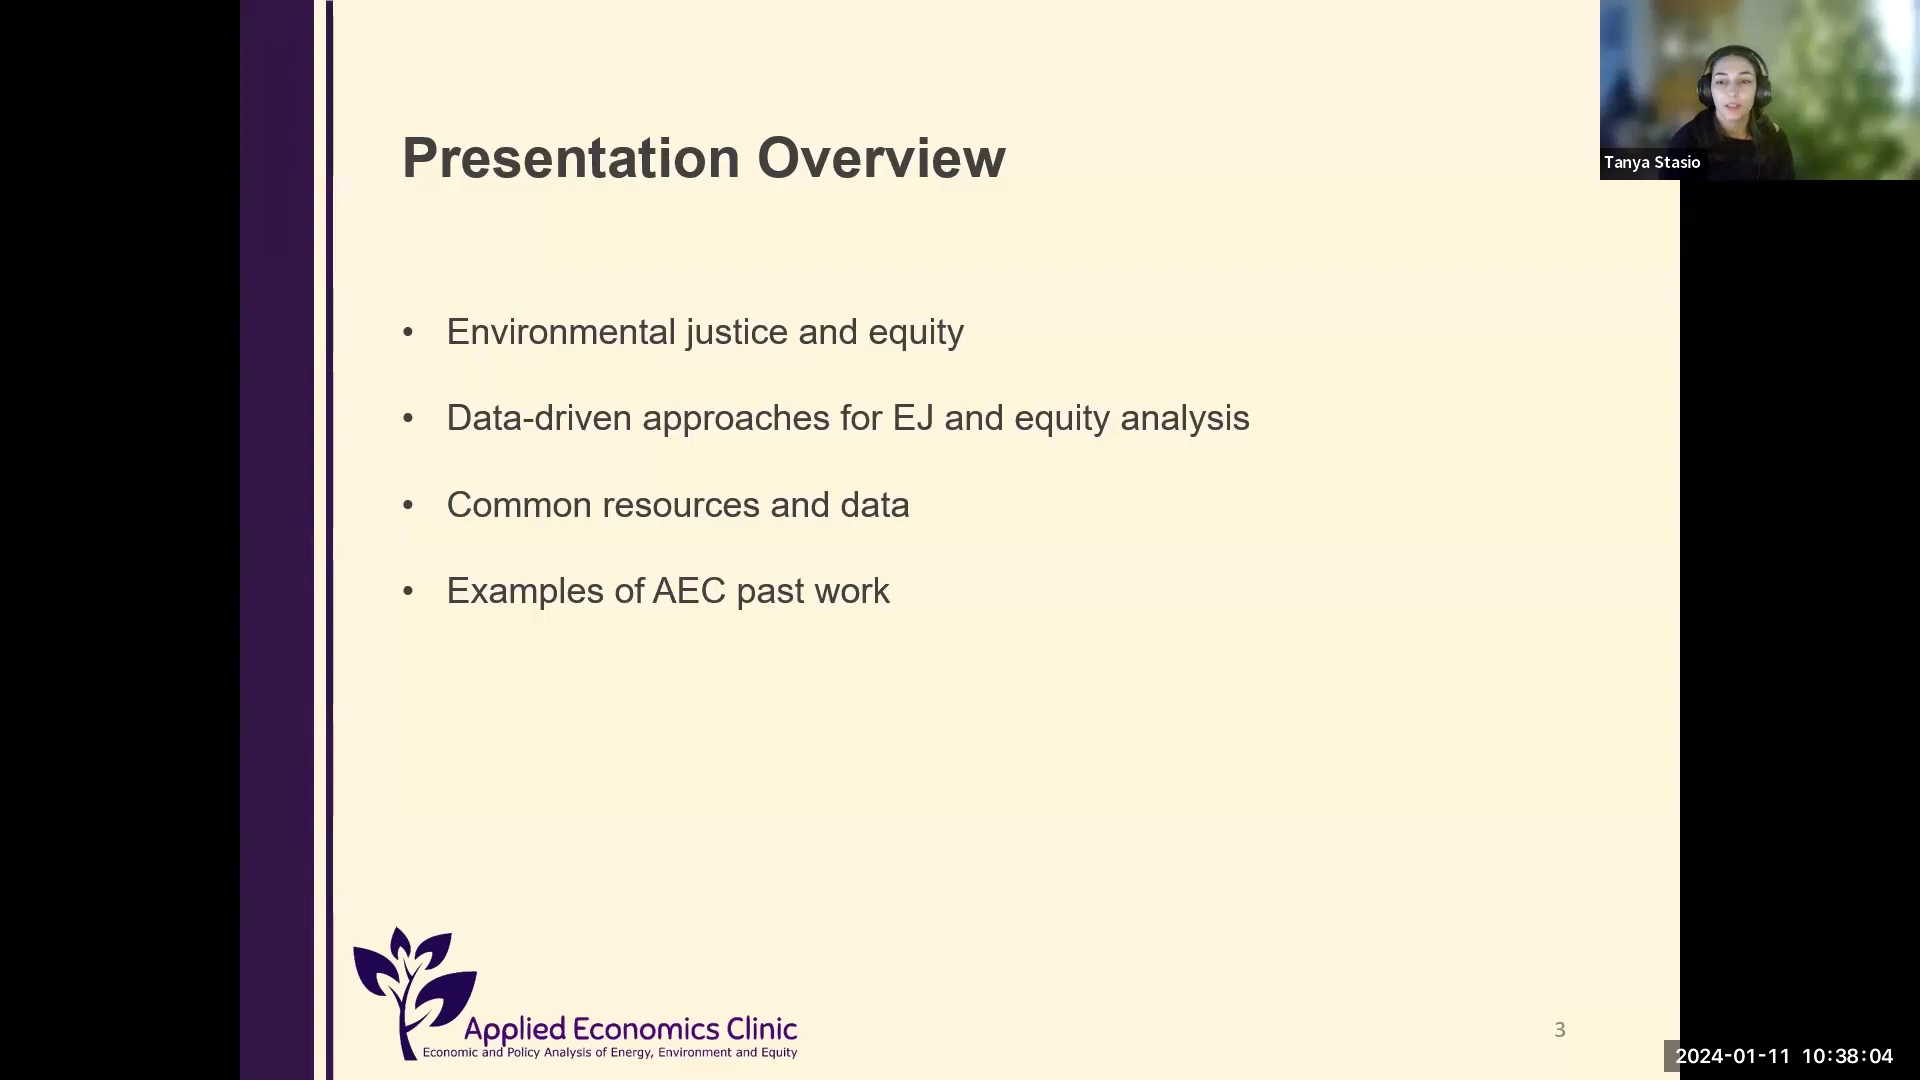 Presentation Overview
Tanya Stasio
• Environmental justice and equity
• Data-driven approaches for EJ and equity analysis
• Common resources and data
• Examples of AEC past work
Applied Economics Clinic
Economic and Policy Analysis of Energy, Environment and Equity
3
2024-01-11 10:38:04